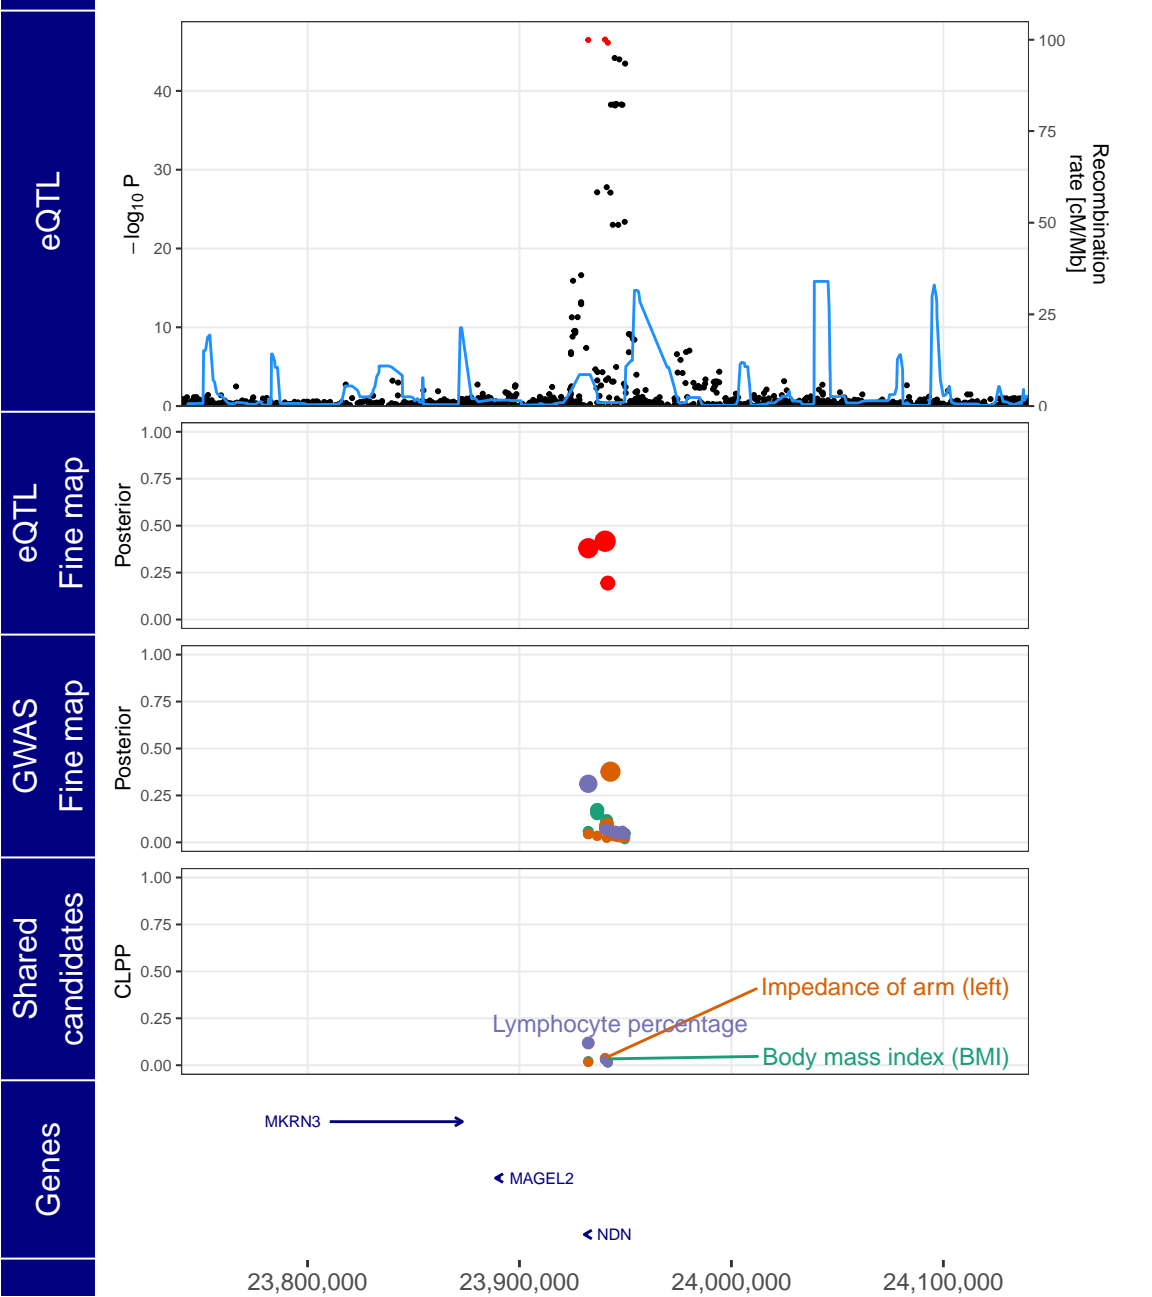 eQTL
−log10 P
40
30
20
10
0
100
75
50
25
0
Recombination
rate [cM/Mb]
eQTL
Fine map
Posterior
1.00
0.75
0.50
0.25
0.00
GWAS
Fine map
Posterior
1.00
0.75
0.50
0.25
0.00
Shared
candidates
CLPP
1.00
0.75
0.50
0.25
0.00
Impedance of arm (left)
Lymphocyte percentage
Body mass index (BMI)
Genes
MKRN3
MAGEL2
NDN
23,800,000
23,900,000
24,000,000
24,100,000